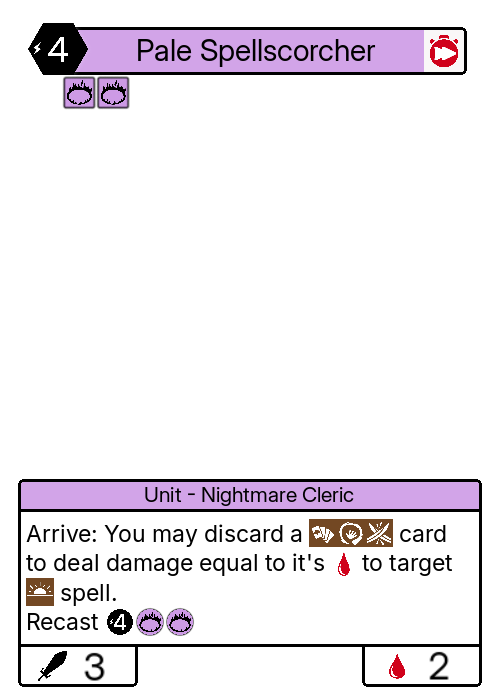 4 Pale Spellscorcher
Unit - Nightmare Cleric
Arrive: You may discard a card
to deal damage equal to it's to target
spell.
Recast 4
3 2